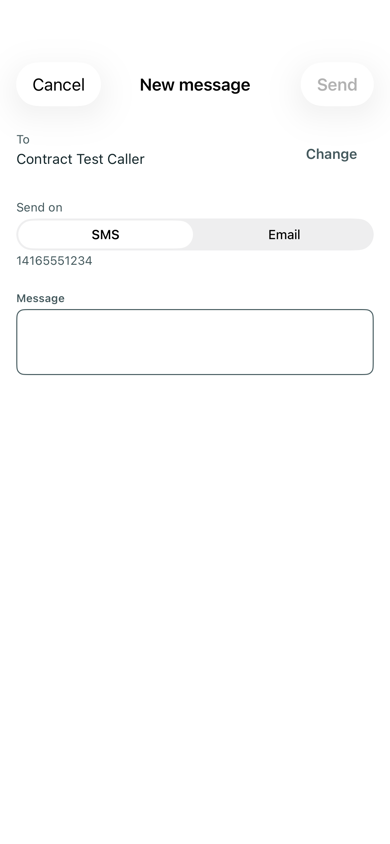 Cancel New message Send
To
Contract Test Caller
Change
Send on
SMS Email
14165551234
Message